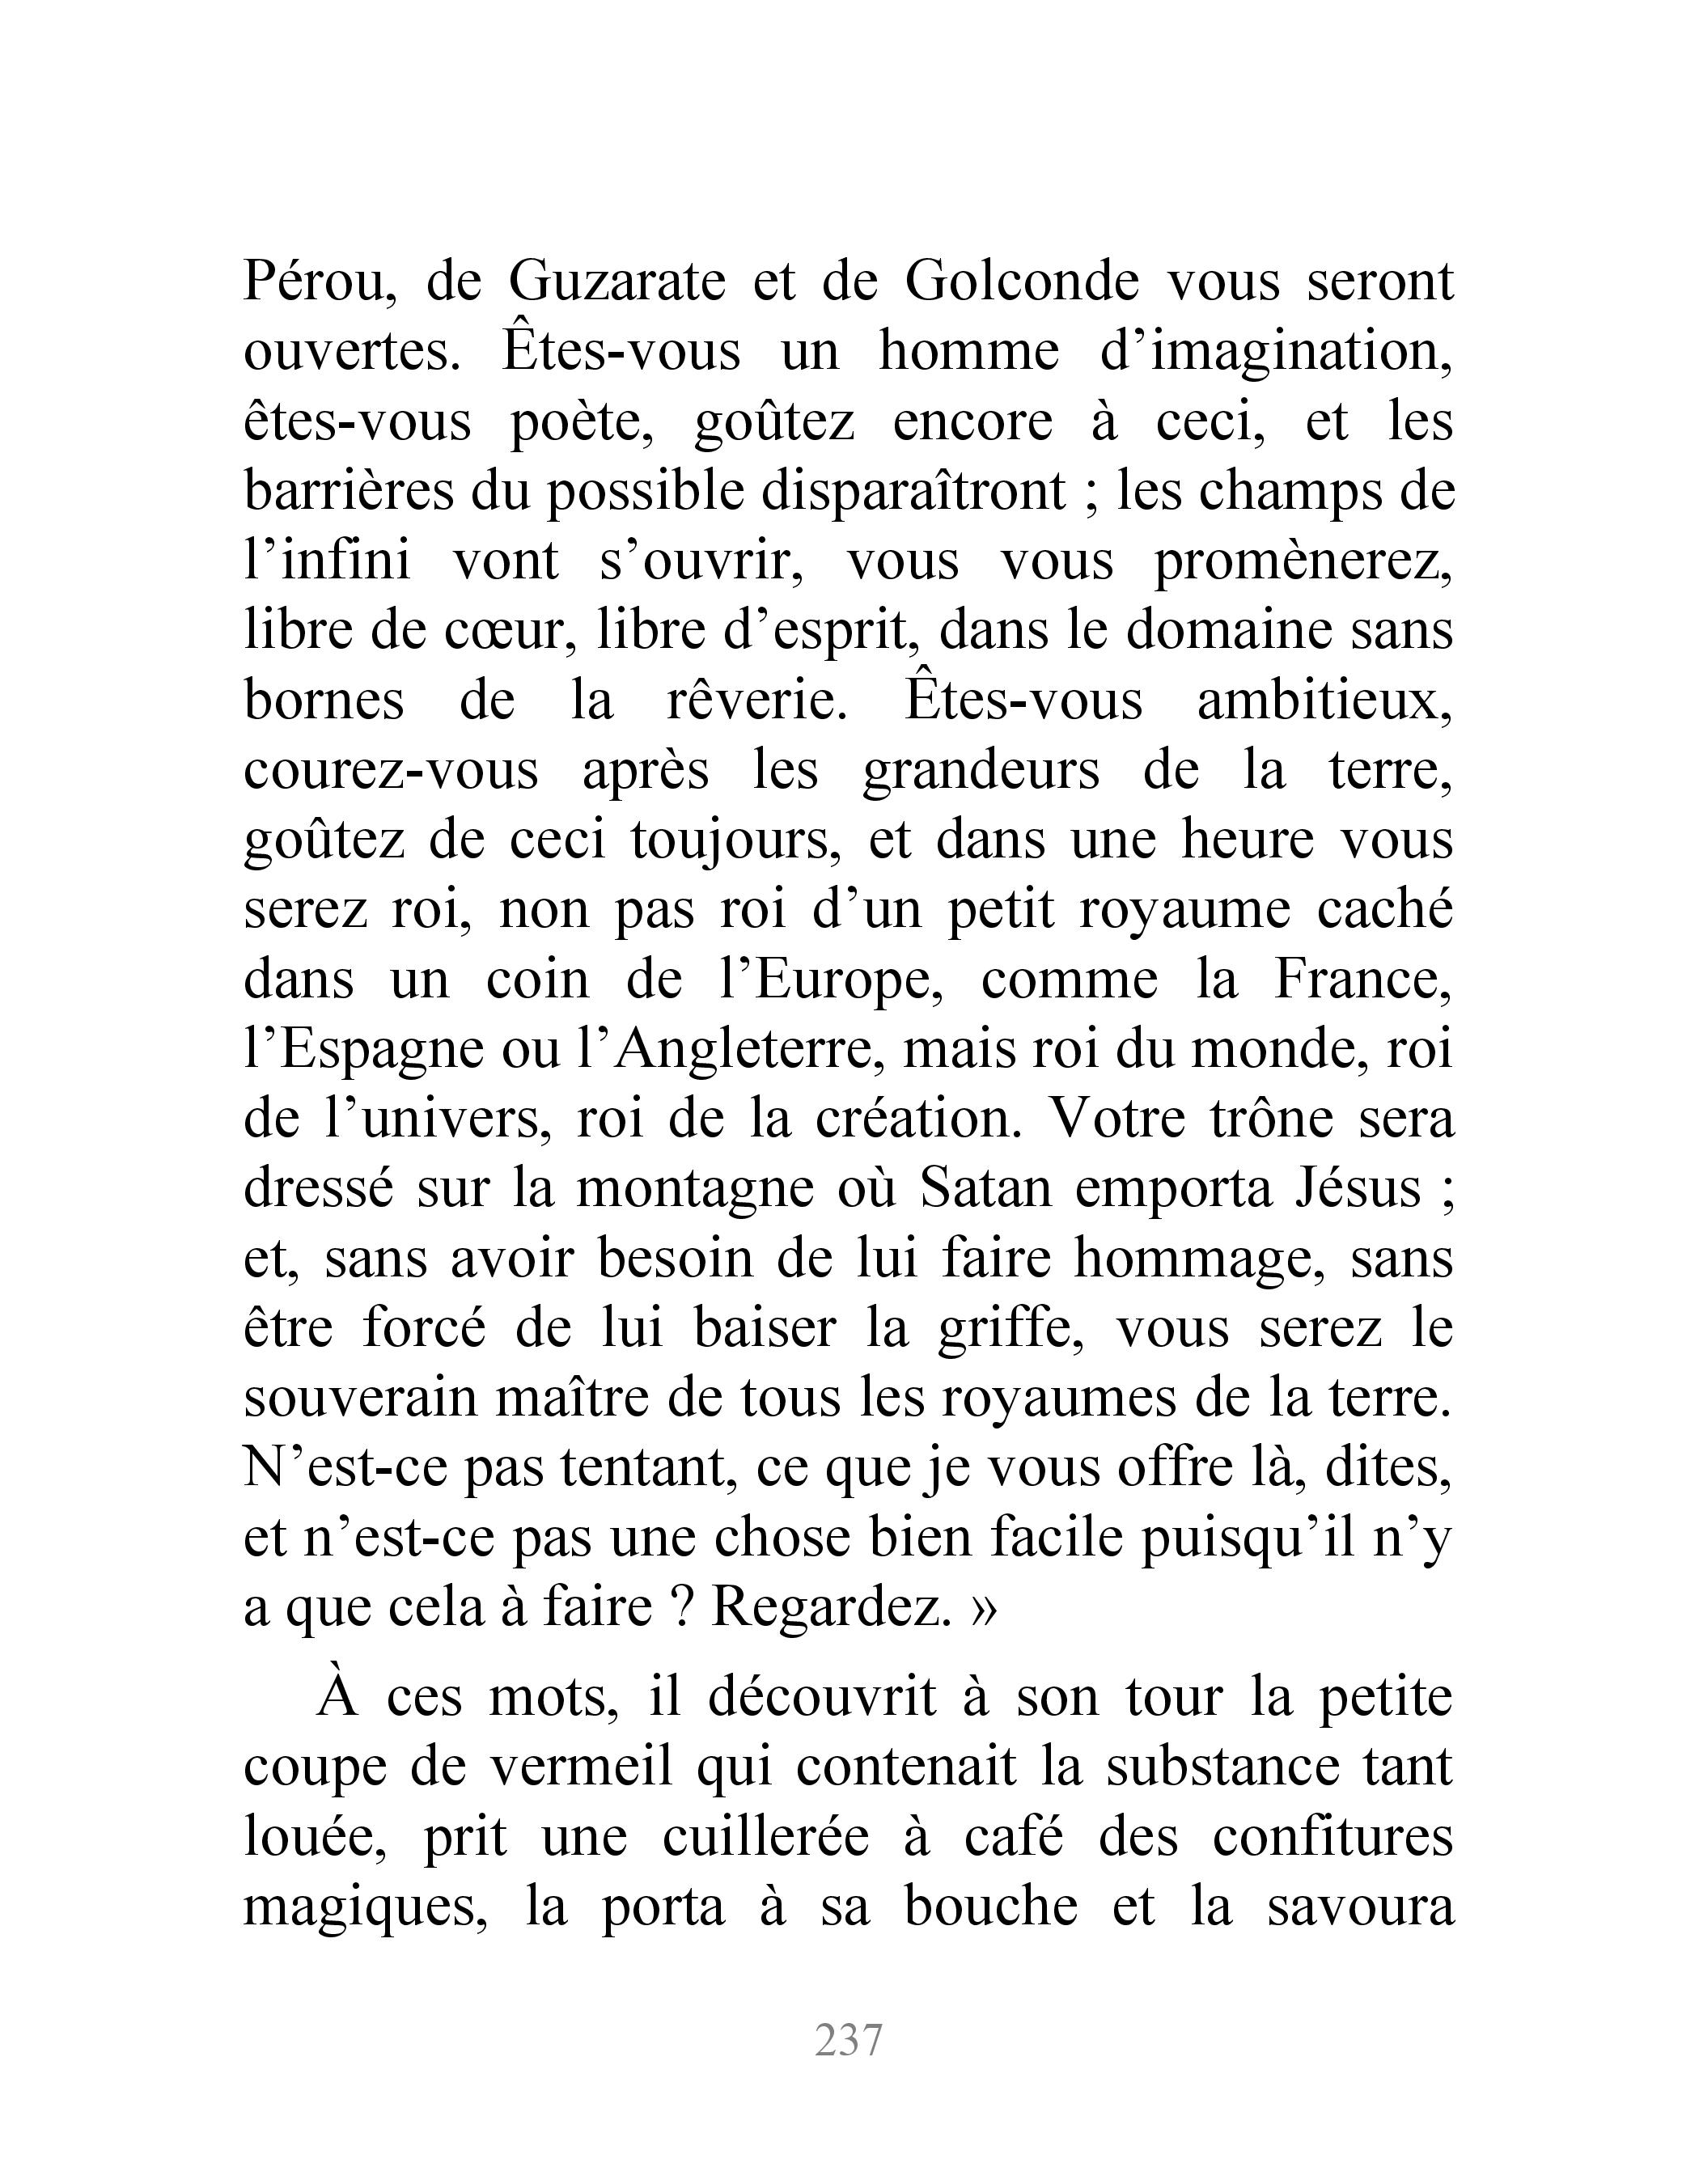 Pérou, de Guzarate et de Golconde vous seront
ouvertes. Êtes-vous un homme d’imagination,
êtes-vous poète, goûtez encore à ceci, et les
barrières du possible disparaîtront ; les champs de
l’infini vont s’ouvrir, vous vous promènerez,
libre de cœur, libre d’esprit, dans le domaine sans
bornes de la rêverie. Êtes-vous ambitieux,
courez-vous après les grandeurs de la terre,
goûtez de ceci toujours, et dans une heure vous
serez roi, non pas roi d’un petit royaume caché
dans un coin de l’Europe, comme la France,
l’Espagne ou l’Angleterre, mais roi du monde, roi
de l’univers, roi de la création. Votre trône sera
dressé sur la montagne où Satan emporta Jésus ;
et, sans avoir besoin de lui faire hommage, sans
être forcé de lui baiser la griffe, vous serez le
souverain maître de tous les royaumes de la terre.
N’est-ce pas tentant, ce que je vous offre là, dites,
et n’est-ce pas une chose bien facile puisqu’il n’y
a que cela à faire ? Regardez. »
À ces mots, il découvrit à son tour la petite
coupe de vermeil qui contenait la substance tant
louée, prit une cuillerée à café des confitures
magiques, la porta à sa bouche et la savoura
237